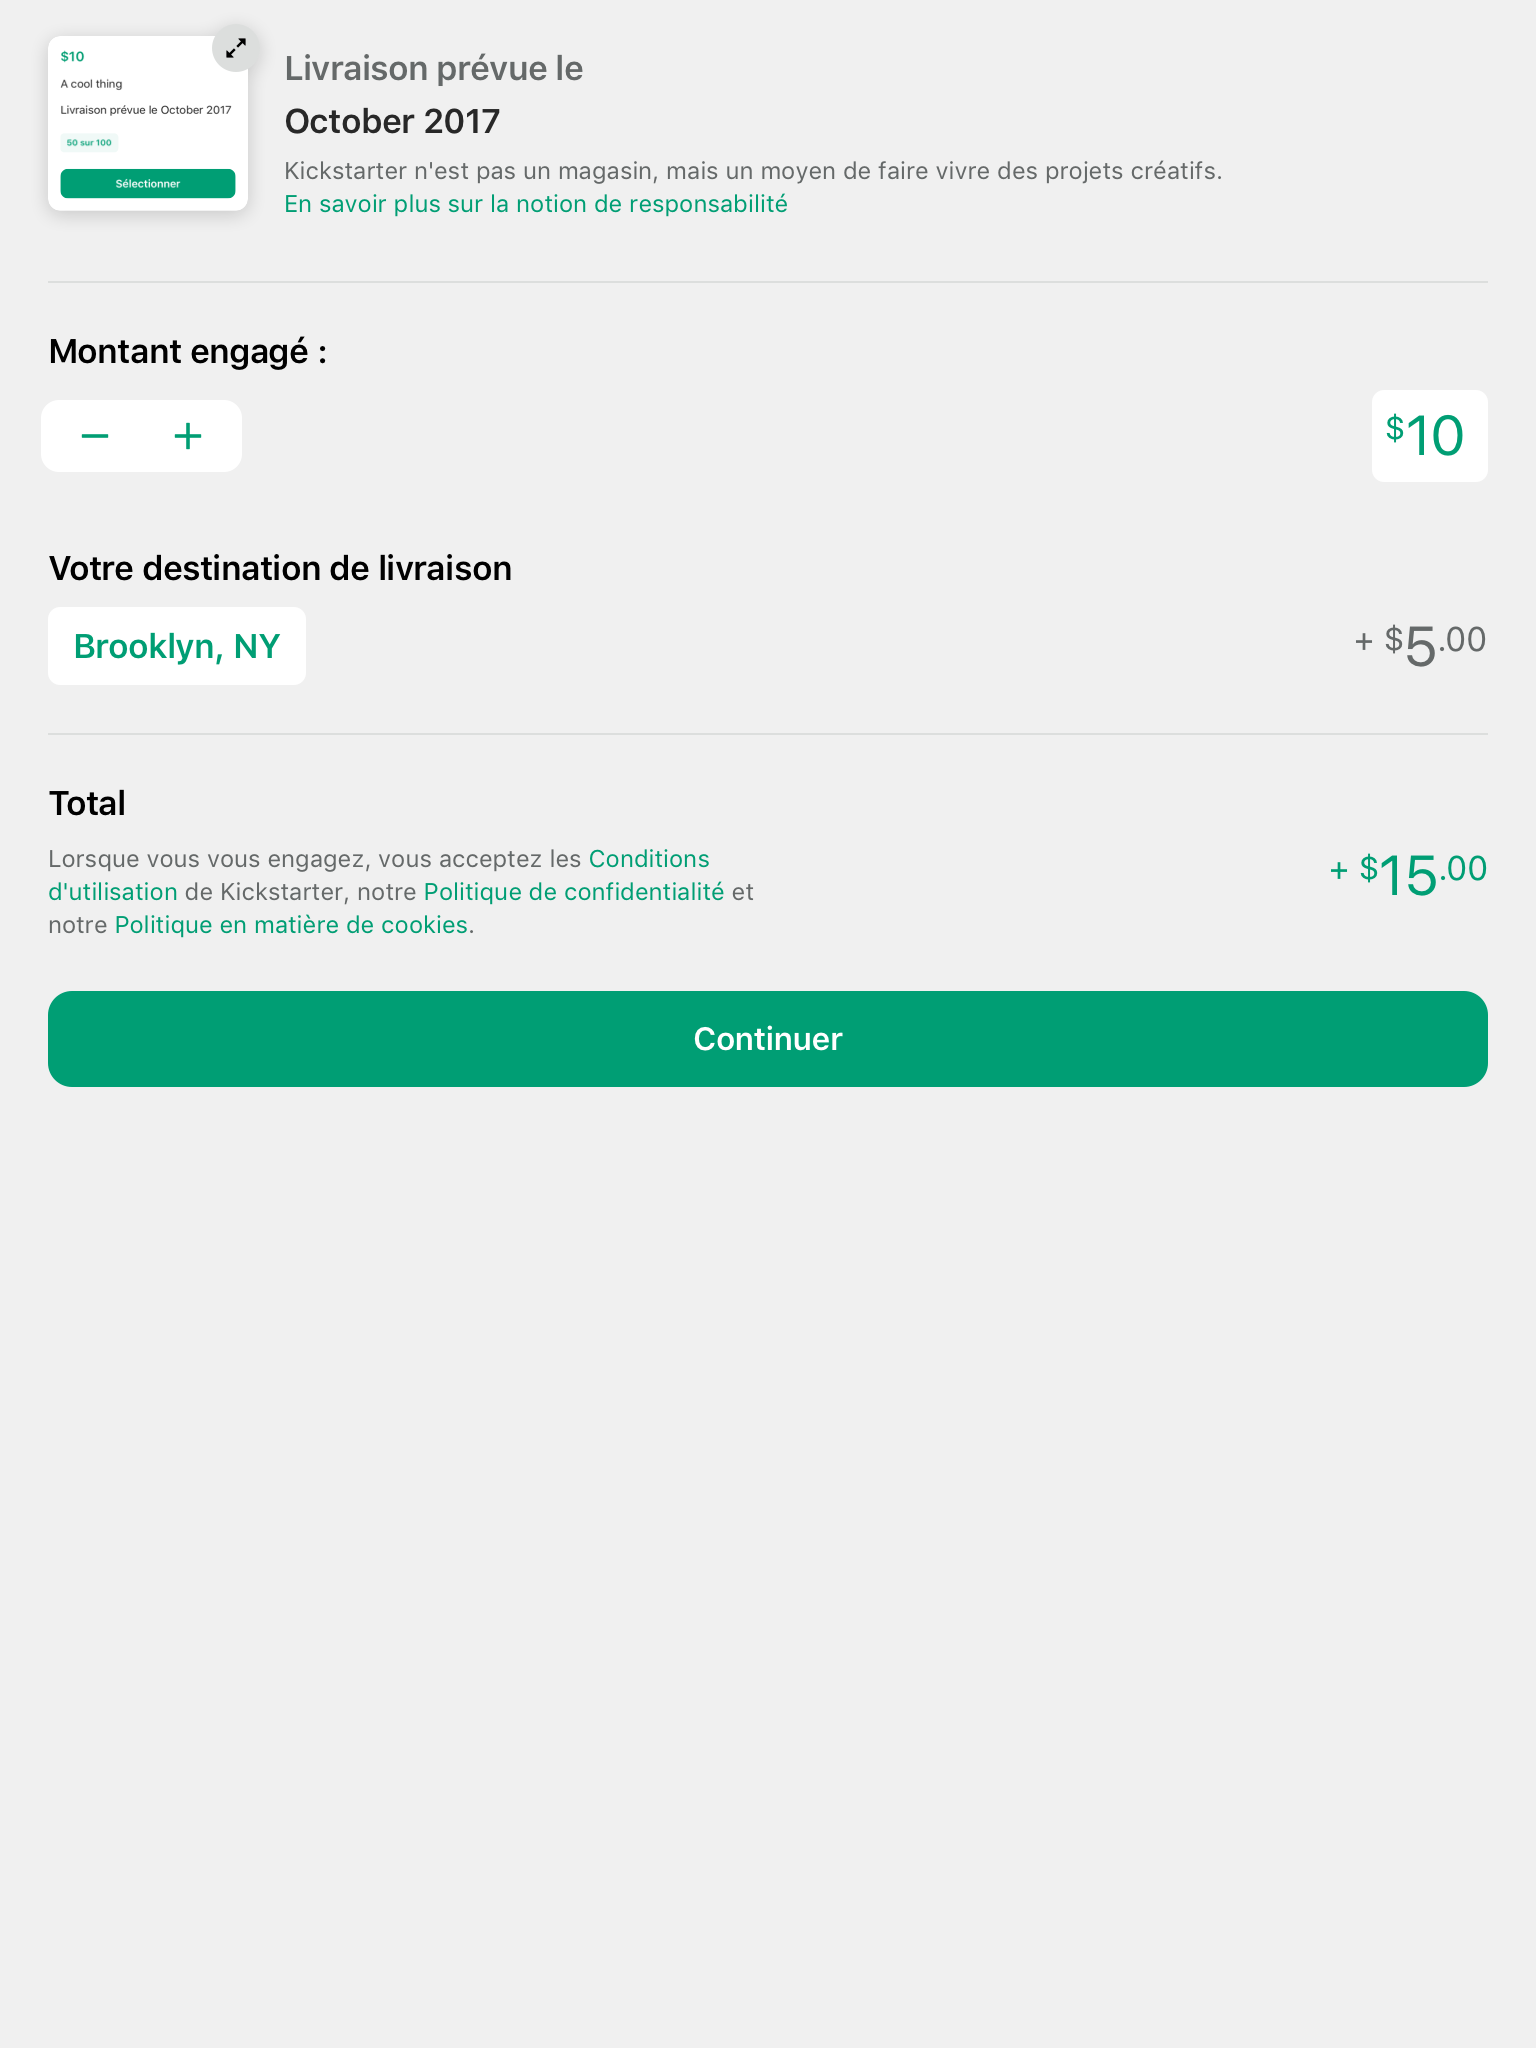 $10
A cool thing
Livraison prévue le October 2017
50 sur 100
Sélectionner
Livraison prévue le
October 2017
Kickstarter n'est pas un magasin, mais un moyen de faire vivre des projets créatifs.
En savoir plus sur la notion de responsabilité
Montant engagé :
− +
$10
Votre destination de livraison
Brooklyn, NY
+ $5.00
Total
Lorsque vous vous engagez, vous acceptez les Conditions
d'utilisation de Kickstarter, notre Politique de confidentialité et
notre Politique en matière de cookies.
+ $15.00
Continuer